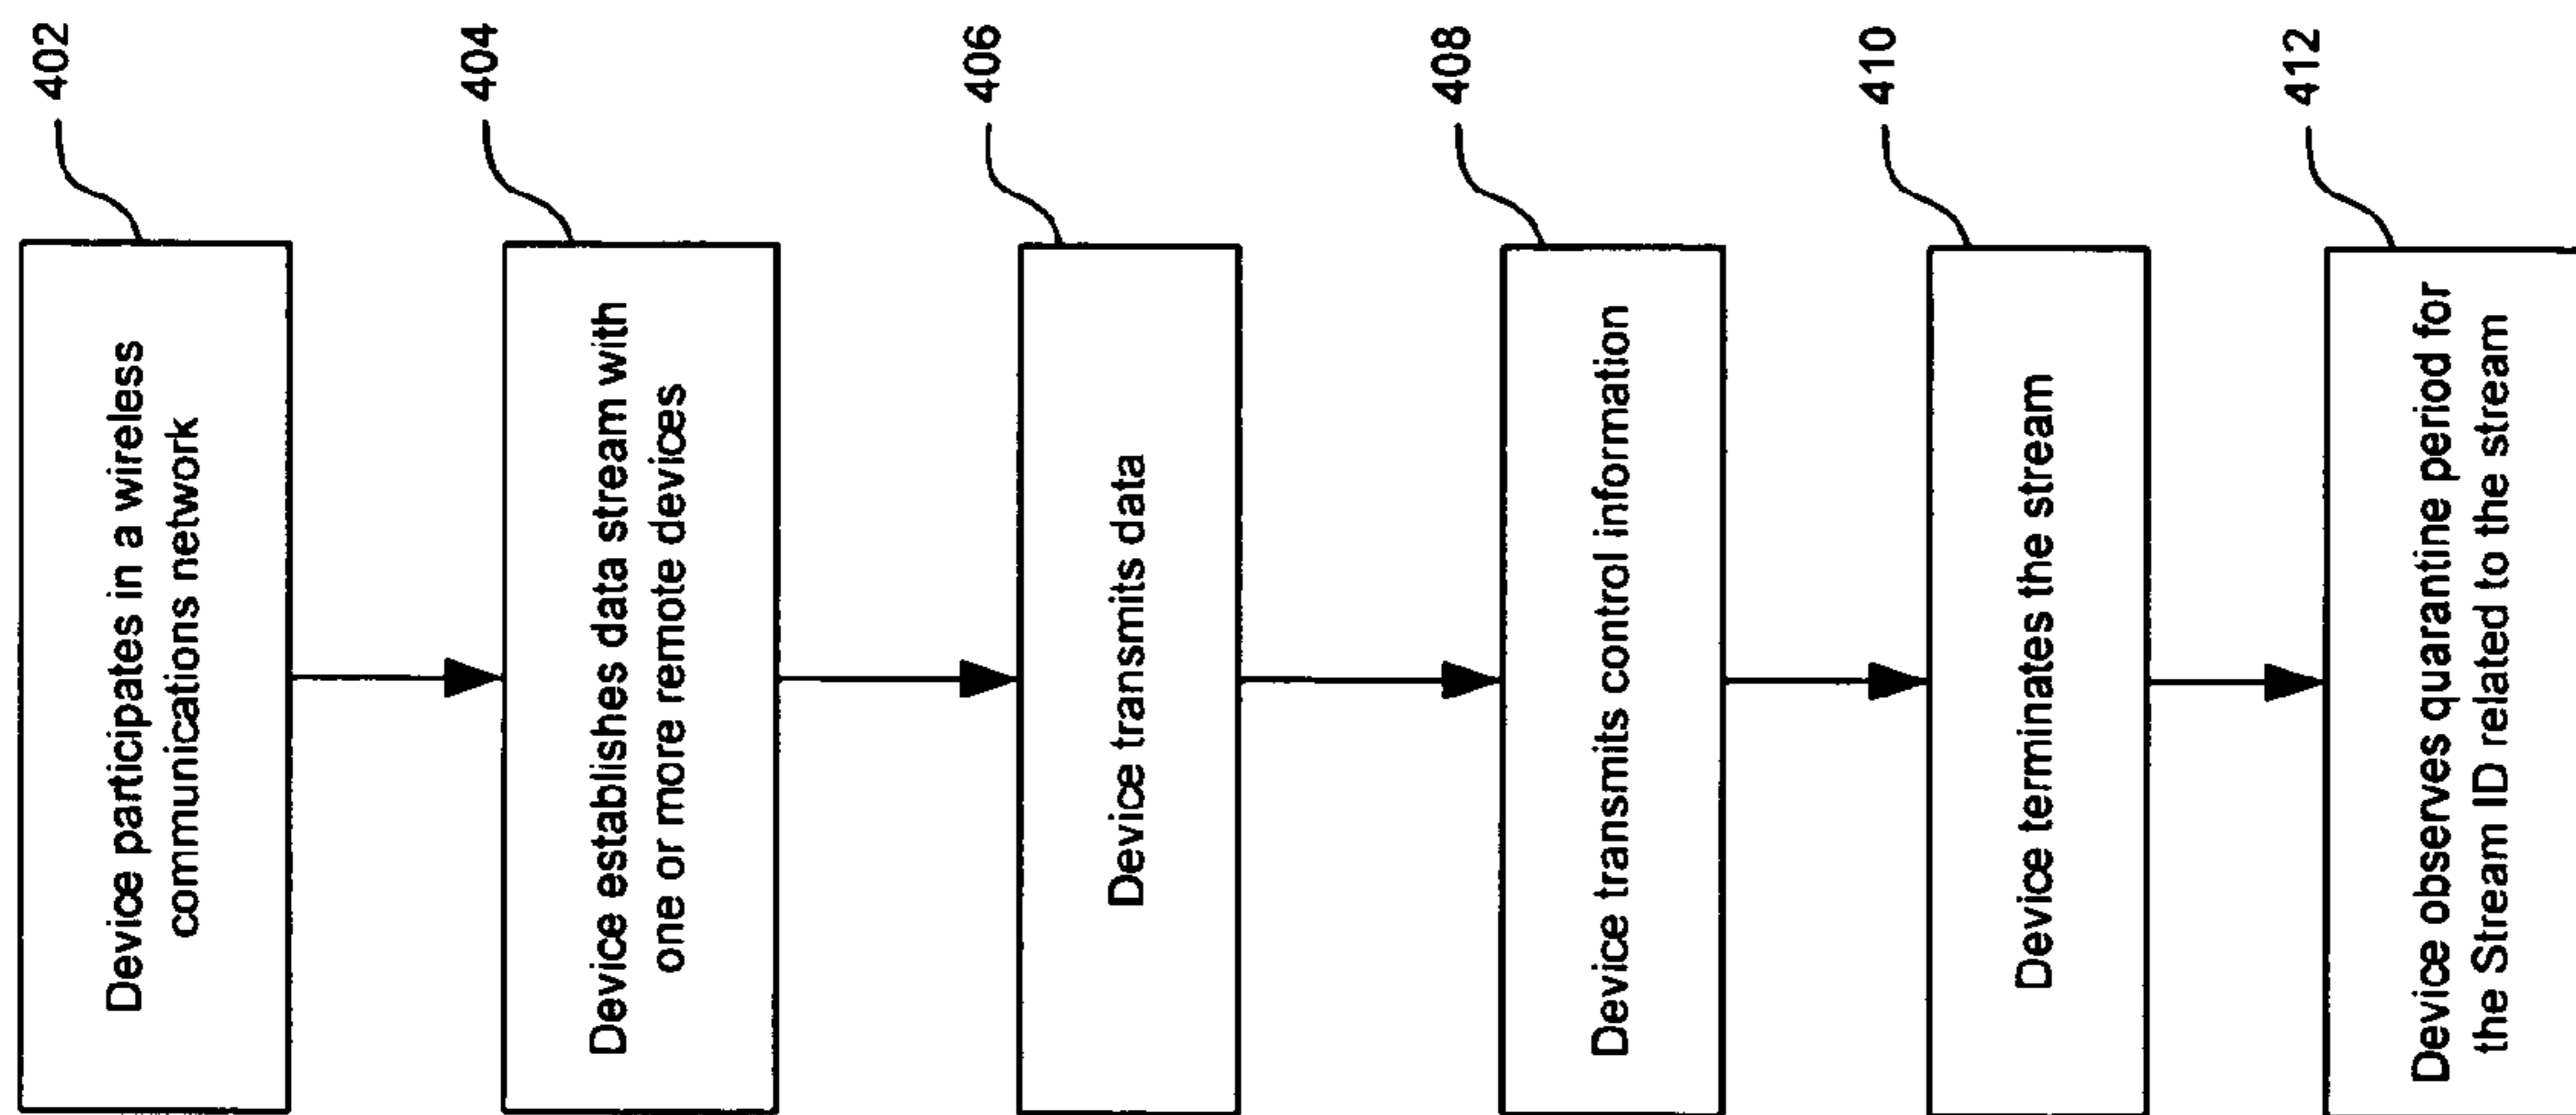 Device participates in a wireless
communications network
402
Device establishes data stream with
one or more remote devices
404
Device transmits data
406
Device transmits control information
408
Device terminates the stream
410
Device observes quarantine period for
the Stream ID related to the stream
412